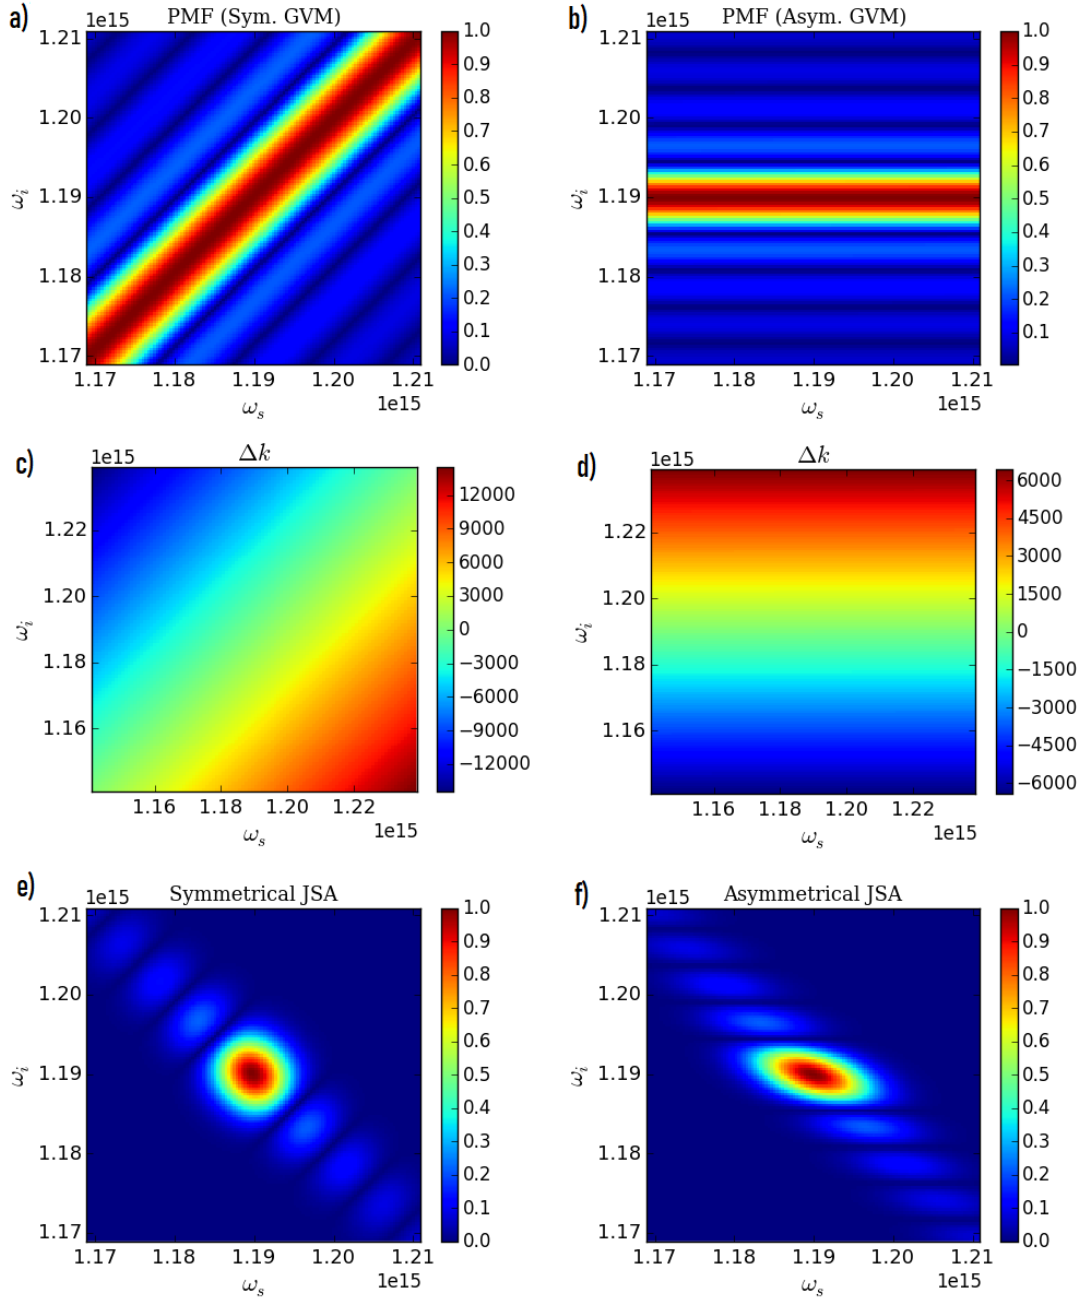 a)
1e15
PMF (Sym. GVM)
1.21
1.20
1.19
1.18
1.17
ω_i
1.17 1.18 1.19 1.20 1.21
ω_s
1e15
1.0
0.9
0.8
0.7
0.6
0.5
0.4
0.3
0.2
0.1
0.0
b)
1e15
PMF (Asym. GVM)
1.21
1.20
1.19
1.18
1.17
ω_i
1.17 1.18 1.19 1.20 1.21
ω_s
1e15
1.0
0.9
0.8
0.7
0.6
0.5
0.4
0.3
0.2
0.1
c)
1e15
Δk
1.22
1.20
1.18
1.16
ω_i
1.16 1.18 1.20 1.22
ω_s
1e15
12000
9000
6000
3000
0
−3000
−6000
−9000
−12000
d)
1e15
Δk
1.22
1.20
1.18
1.16
ω_i
1.16 1.18 1.20 1.22
ω_s
1e15
6000
4500
3000
1500
0
−1500
−3000
−4500
−6000
e)
1e15
Symmetrical JSA
1.21
1.20
1.19
1.18
1.17
ω_i
1.17 1.18 1.19 1.20 1.21
ω_s
1e15
1.0
0.9
0.8
0.7
0.6
0.5
0.4
0.3
0.2
0.1
0.0
f)
1e15
Asymmetrical JSA
1.21
1.20
1.19
1.18
1.17
ω_i
1.17 1.18 1.19 1.20 1.21
ω_s
1e15
1.0
0.9
0.8
0.7
0.6
0.5
0.4
0.3
0.2
0.1
0.0